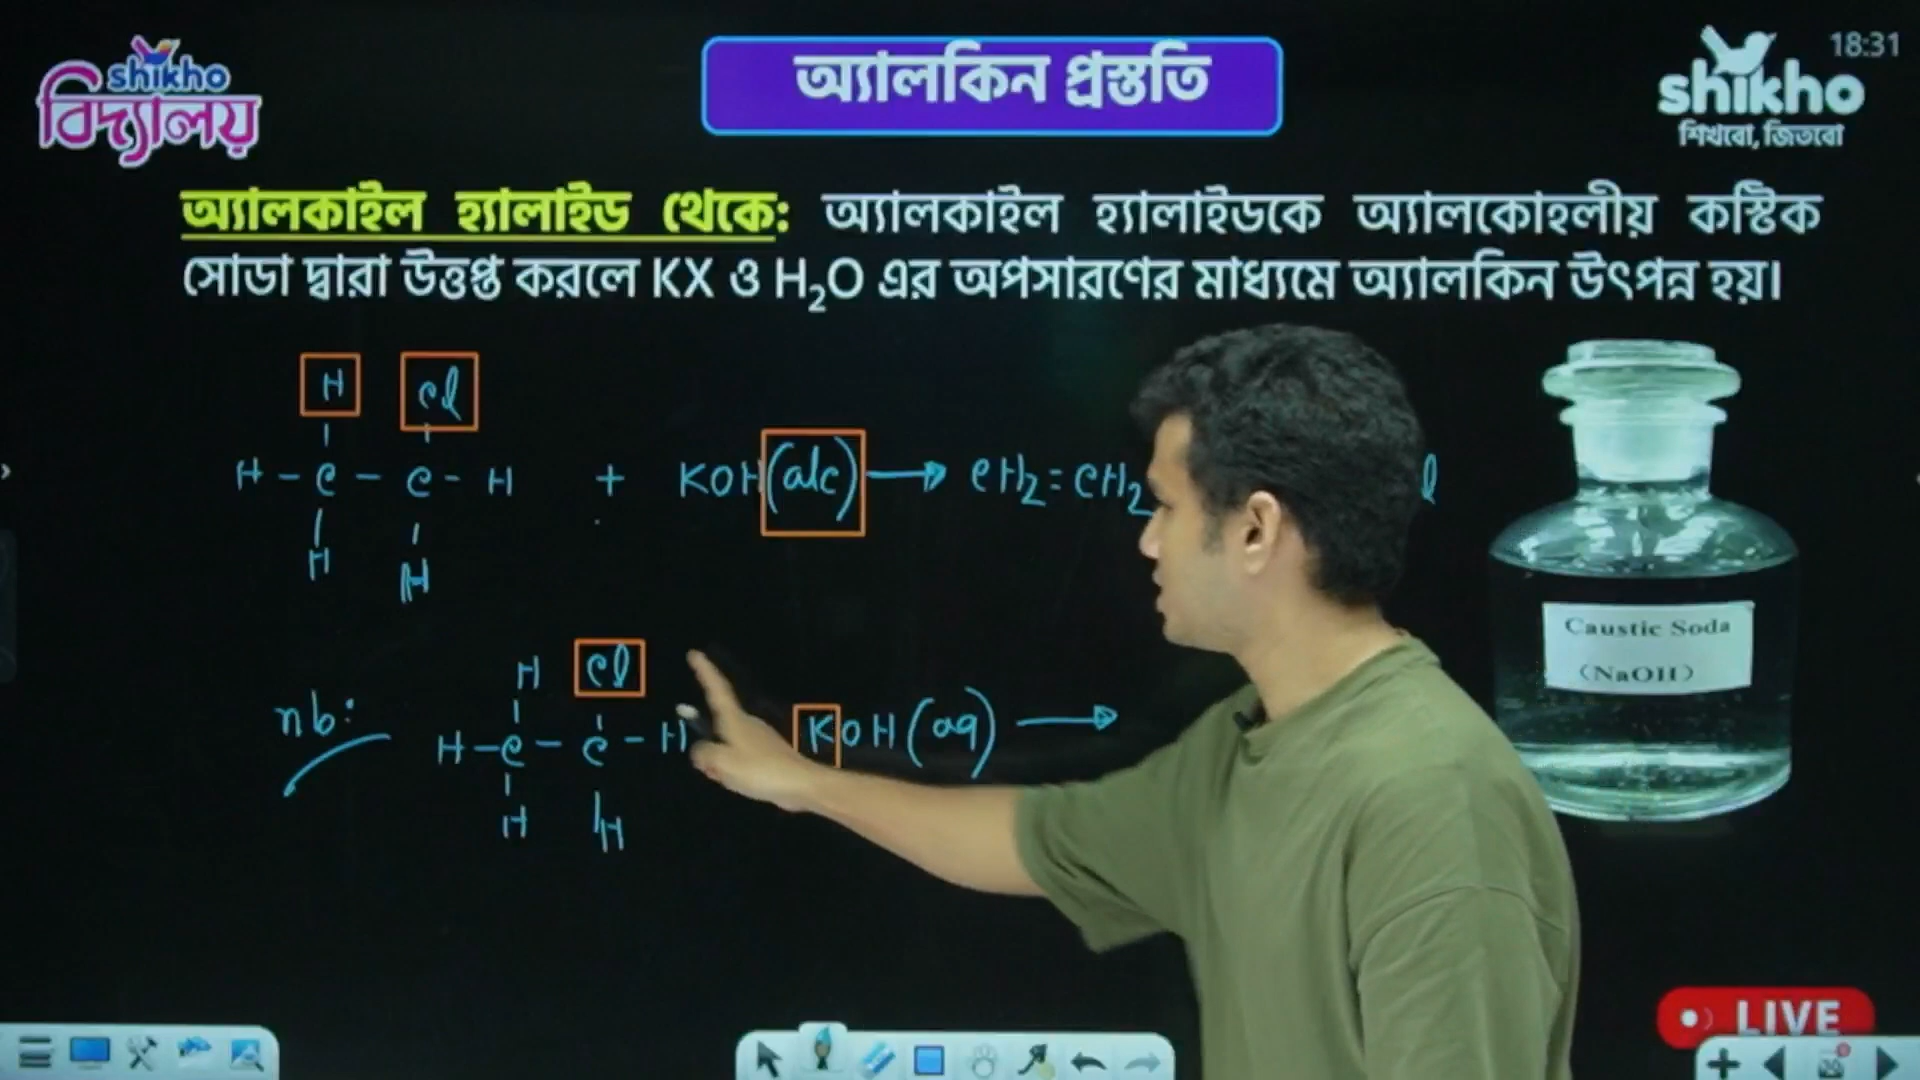 shikho
বিদ্যালয়
অ্যালকিন প্রস্তুতি
18:31
shikho
শিখবো, জিতবো
অ্যালকাইল হ্যালাইড থেকে: অ্যালকাইল হ্যালাইডকে অ্যালকোহলীয় কস্টিক
সোডা দ্বারা উত্তপ্ত করলে KX ও H₂O এর অপসারণের মাধ্যমে অ্যালকিন উৎপন্ন হয়।
H Cl
H - C - C - H + KOH (alc) → CH₂ = CH₂ l
H H
H Cl
nb: H - C - C - H KOH (aq) →
H H
Caustic Soda
(NaOH)
LIVE